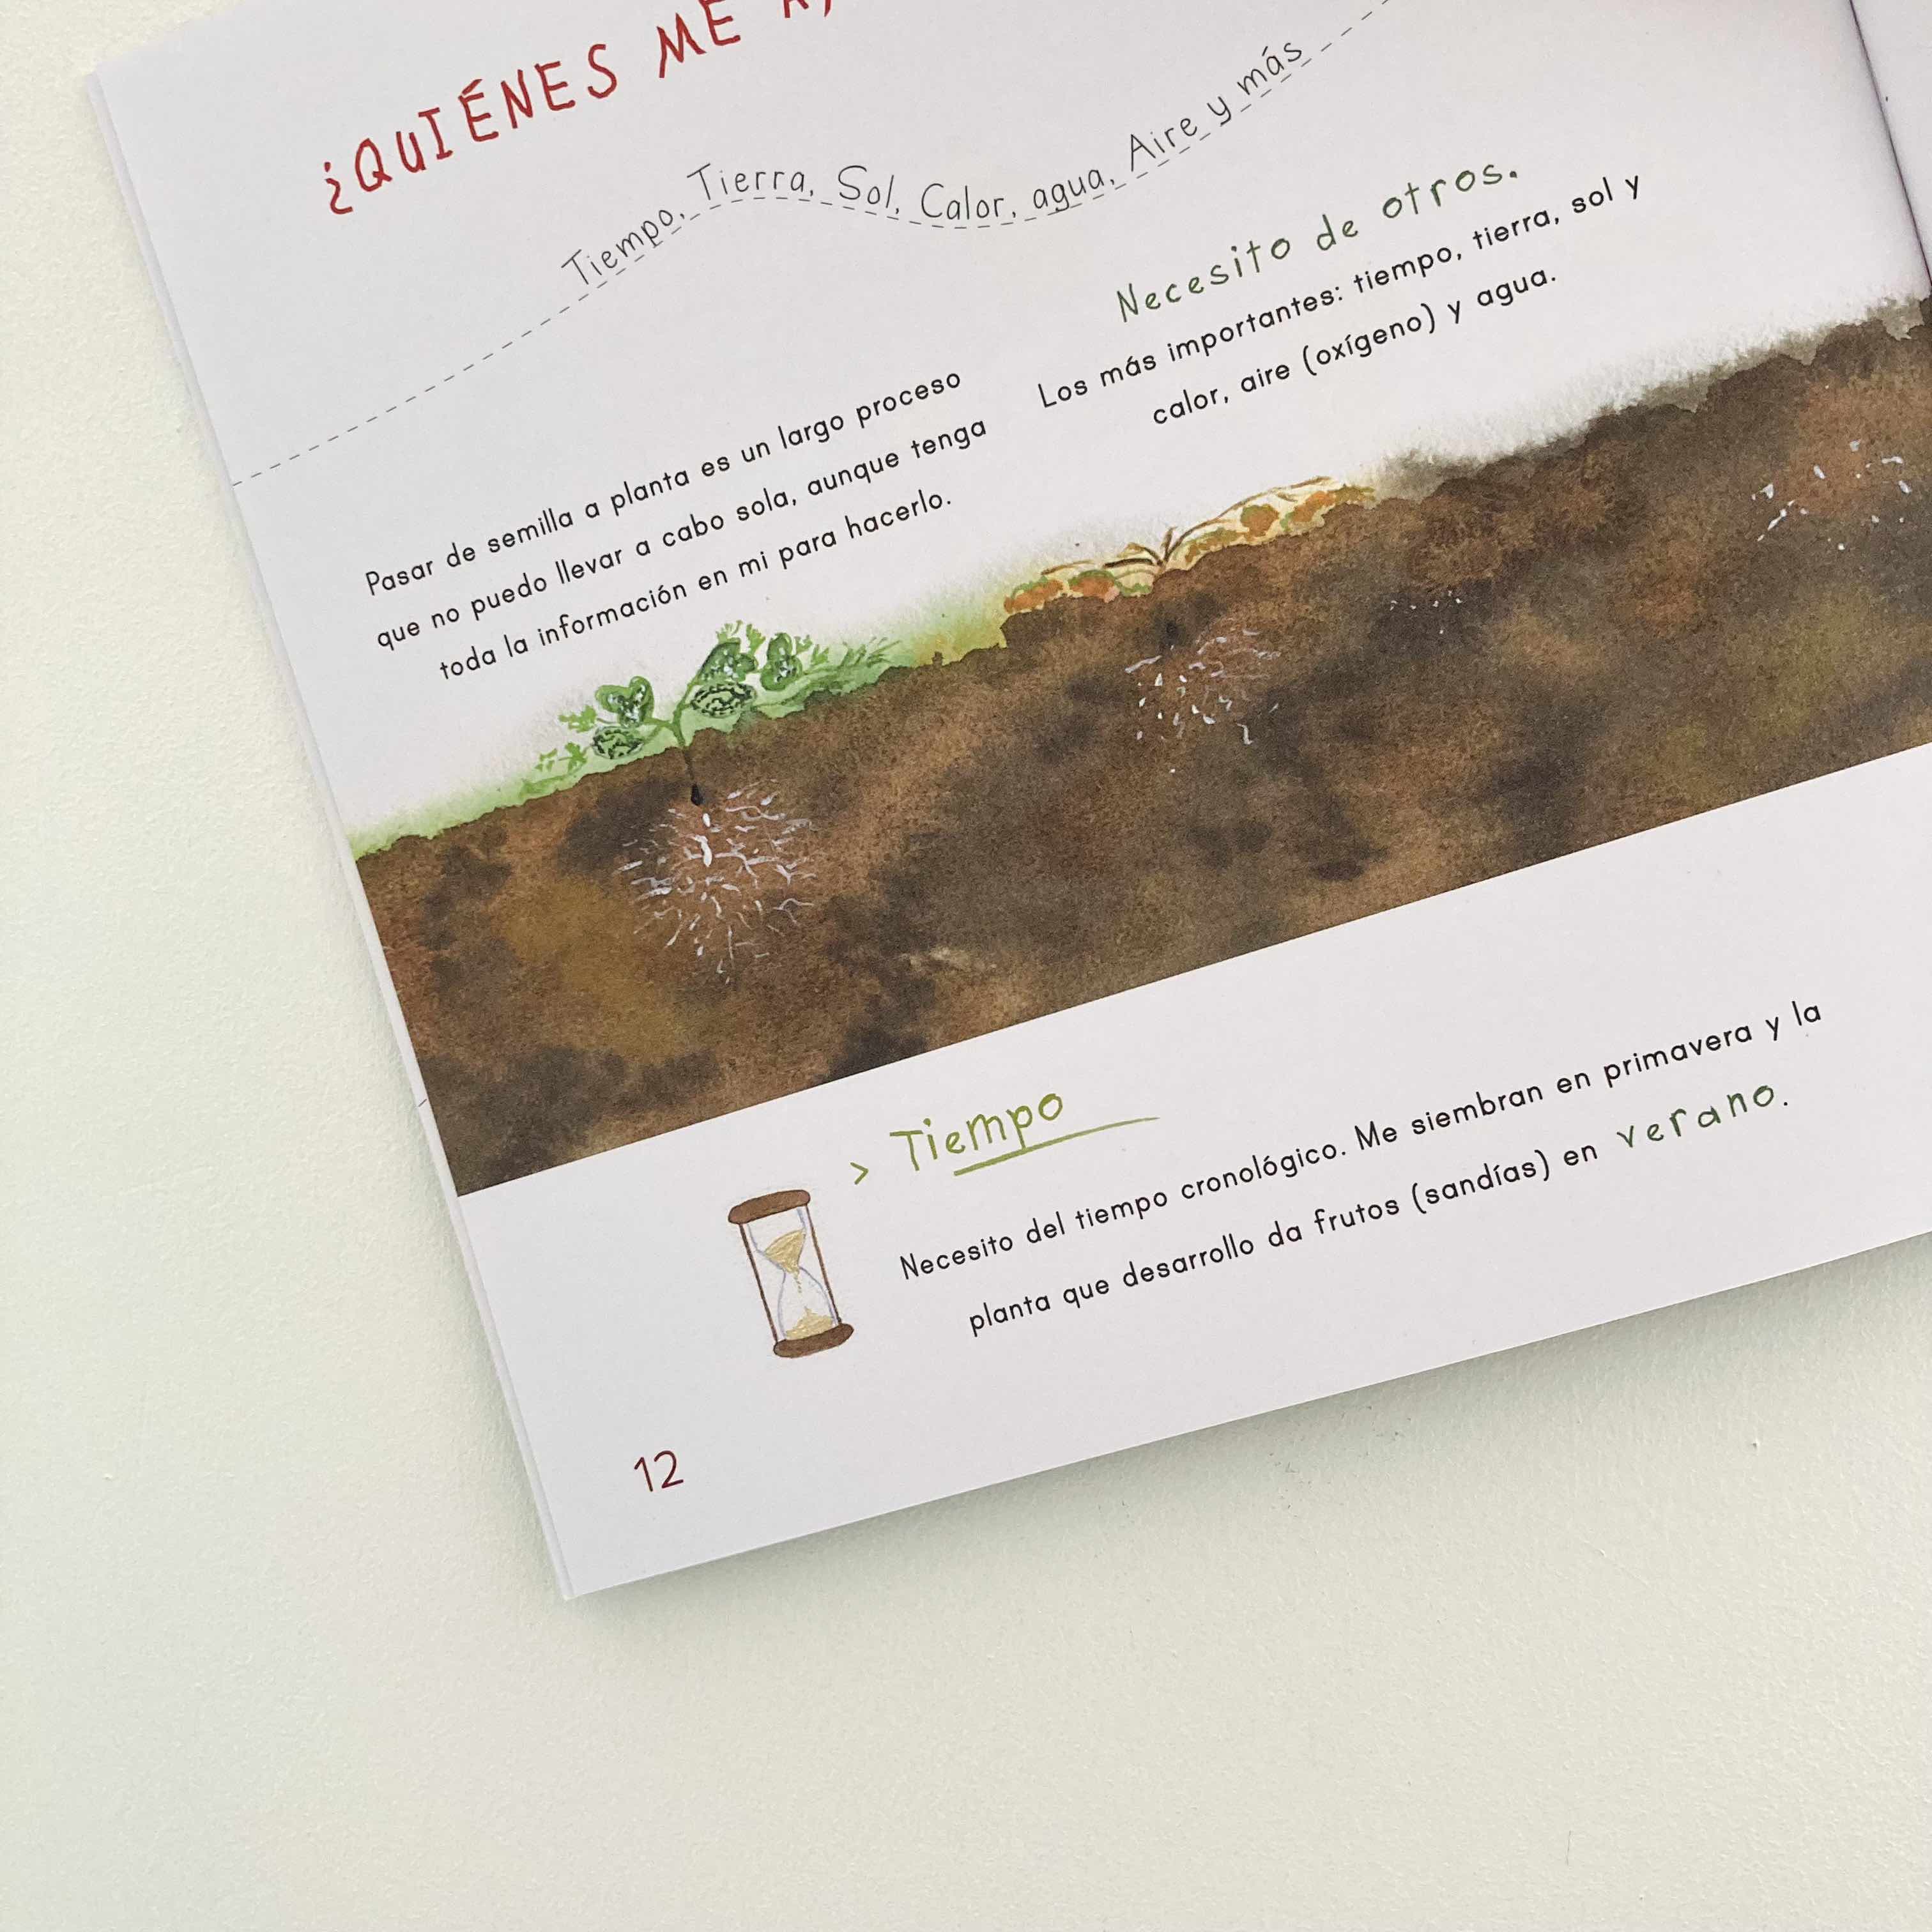 ¿QUIÉNES ME
Tiempo, Tierra, Sol, Calor, agua, Aire y más
Pasar de semilla a planta es un largo proceso
que no puedo llevar a cabo sola, aunque tenga
toda la información en mi para hacerlo.
Necesito de otros.
Los más importantes: tiempo, tierra, sol y
calor, aire (oxígeno) y agua.
> Tiempo
Necesito del tiempo cronológico. Me siembran en primavera y la
planta que desarrollo da frutos (sandías) en verano.
12